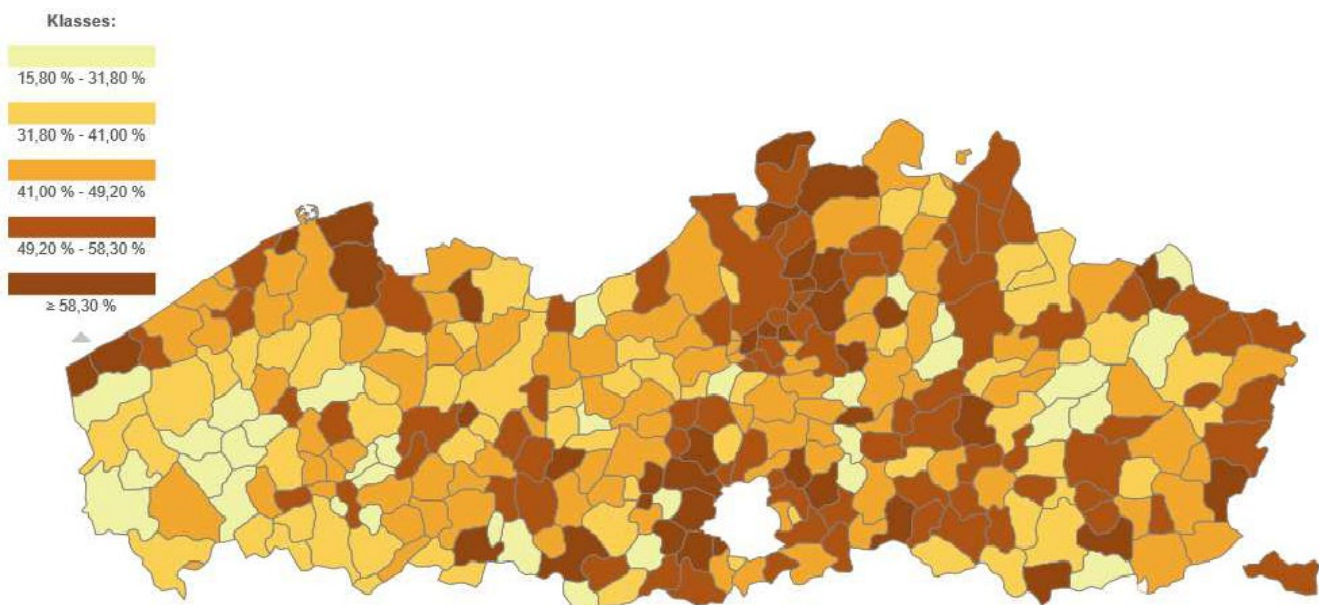 Klasses:
15,80 % - 31,80 %
31,80 % - 41,00 %
41,00 % - 49,20 %
49,20 % - 58,30 %
≥ 58,30 %